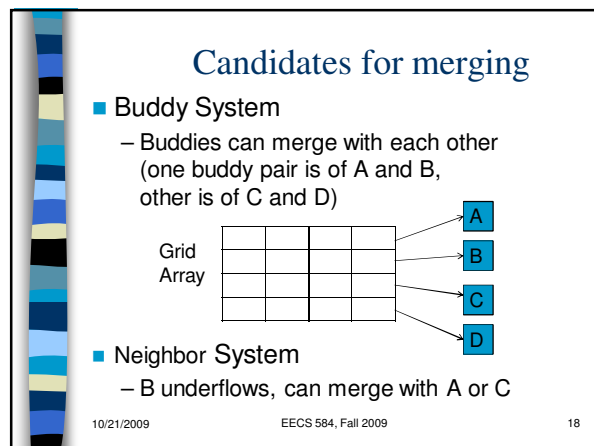 Candidates for merging
Buddy System
– Buddies can merge with each other
(one buddy pair is of A and B,
other is of C and D)
A
Grid
Array
B
C
D
Neighbor System
– B underflows, can merge with A or C
10/21/2009
EECS 584, Fall 2009
18